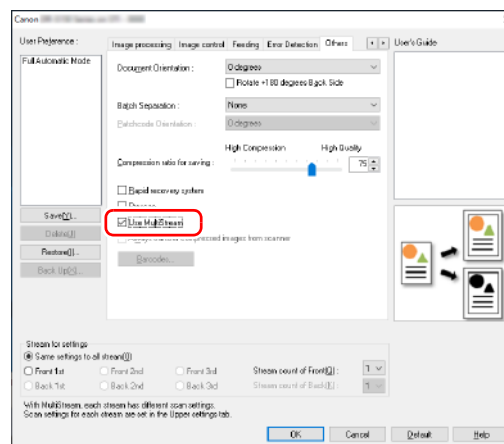 Canon
User Preference :
Full Automatic Mode
Image processing Image control Feeding Error Detection Others
User's Guide
Document Orientation :
0 degrees
Rotate +180 degrees Back Side
Batch Separation :
None
Patchcode Orientation :
0 degrees
High Compression High Quality
Compression ratio for saving :
75
Rapid recovery system
Use MultiStream
images from scanner
Barcodes...
Save(Y)...
Delete(J)
Restore(I)...
Back Up(X)...
Stream for settings
Same settings to all stream(0)
Front 1st Front 2nd Front 3rd
Stream count of Front(Q) :
1
Back 1st Back 2nd Back 3rd
Stream count of Back(K) :
1
With MultiStream, each stream has different scan settings.
Scan settings for each stream are set in the Upper settings tab.
OK Cancel Default Help